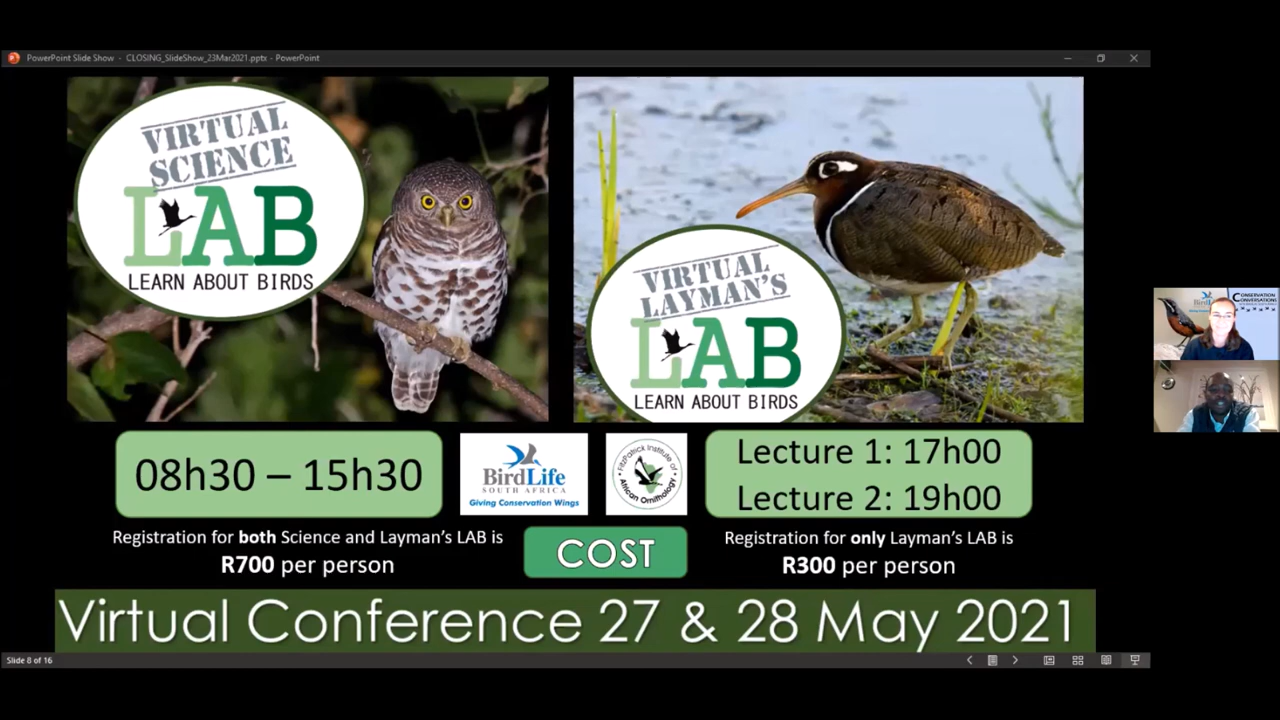 PowerPoint Slide Show - CLOSING_SlideShow_23Mar2021.pptx - PowerPoint
VIRTUAL
SCIENCE
LAB
LEARN ABOUT BIRDS
VIRTUAL
LAYMAN'S
LAB
LEARN ABOUT BIRDS
08h30 – 15h30
BirdLife
SOUTH AFRICA
Giving Conservation Wings
FitzPatrick Institute of
African Ornithology
Lecture 1: 17h00
Lecture 2: 19h00
Registration for both Science and Layman's LAB is
R700 per person
COST
Registration for only Layman's LAB is
R300 per person
Virtual Conference 27 & 28 May 2021
Slide 8 of 16
CONSERVATION
CONVERSATIONS